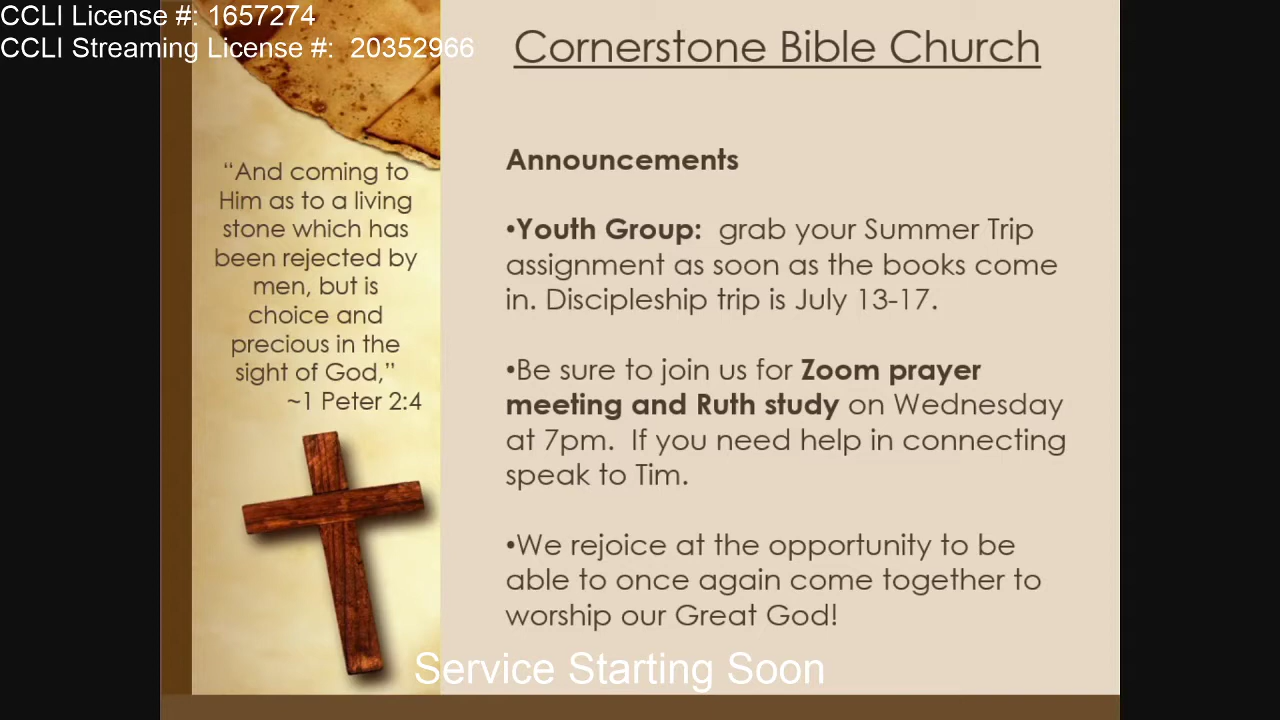 CCLI License #: 1657274
CCLI Streaming License #:  20352966
Cornerstone Bible Church
“And coming to
Him as to a living
stone which has
been rejected by
men, but is
choice and
precious in the
sight of God,”
~1 Peter 2:4
Announcements
•Youth Group:  grab your Summer Trip
assignment as soon as the books come
in. Discipleship trip is July 13-17.
•Be sure to join us for Zoom prayer
meeting and Ruth study on Wednesday
at 7pm.  If you need help in connecting
speak to Tim.
•We rejoice at the opportunity to be
able to once again come together to
worship our Great God!
Service Starting Soon